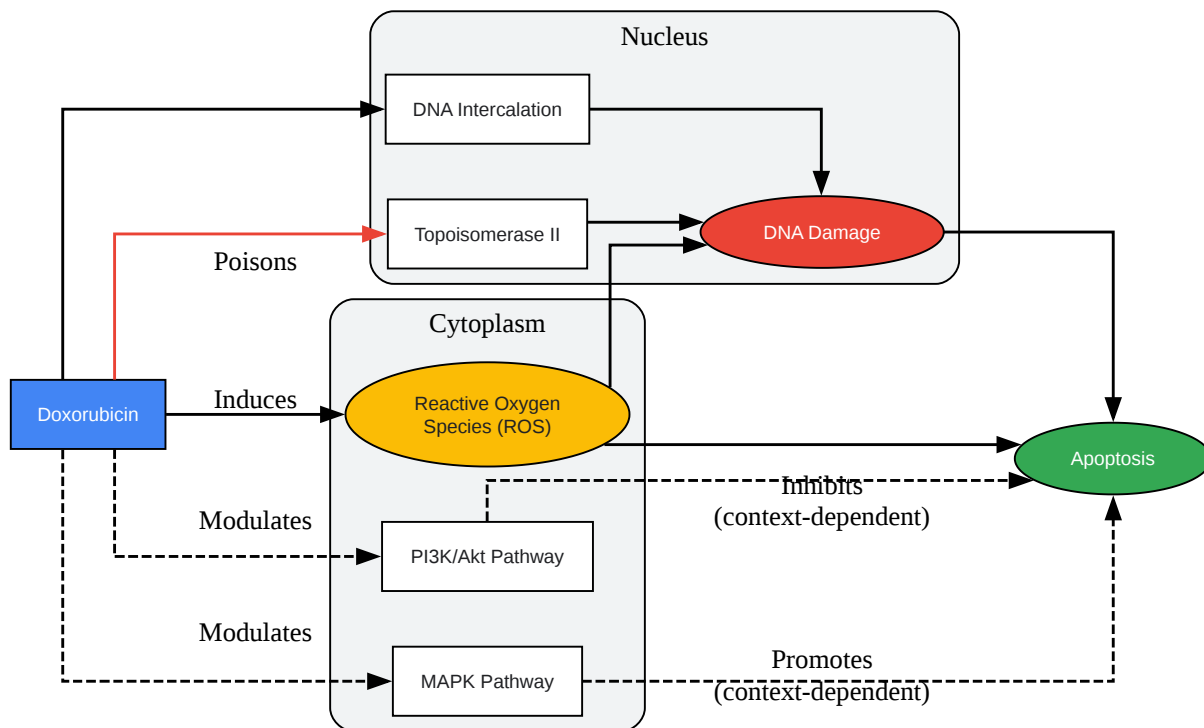 Nucleus
DNA Intercalation
Topoisomerase II
DNA Damage
Poisons
Cytoplasm
Doxorubicin
Induces
Reactive Oxygen
Species (ROS)
Apoptosis
Inhibits
(context-dependent)
Modulates
PI3K/Akt Pathway
Modulates
MAPK Pathway
Promotes
(context-dependent)